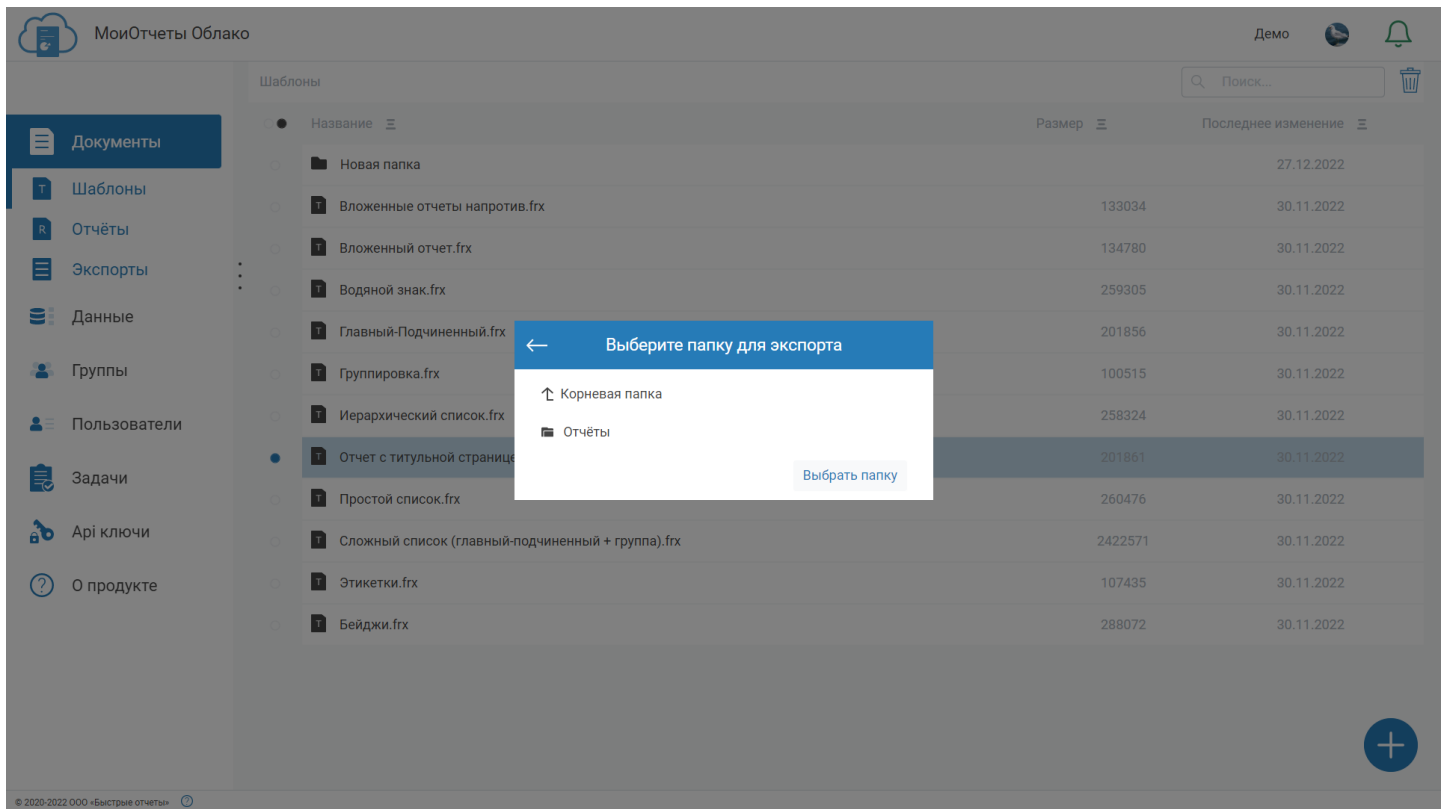 МоиОтчеты Облако
Демо
Шаблоны
Поиск...
Название
Размер
Последнее изменение
Документы
Шаблоны
Отчёты
Экспорты
Данные
Группы
Пользователи
Задачи
Api ключи
О продукте
Новая папка 27.12.2022
Вложенные отчеты напротив.frx 133034 30.11.2022
Вложенный отчет.frx 134780 30.11.2022
Водяной знак.frx 259305 30.11.2022
Главный-Подчиненный.frx 201856 30.11.2022
Группировка.frx 100515 30.11.2022
Иерархический список.frx 258324 30.11.2022
Отчет с титульной странице 201861 30.11.2022
Простой список.frx 260476 30.11.2022
Сложный список (главный-подчиненный + группа).frx 2422571 30.11.2022
Этикетки.frx 107435 30.11.2022
Бейджи.frx 288072 30.11.2022
Выберите папку для экспорта
Корневая папка
Отчёты
Выбрать папку
© 2020-2022 ООО «Быстрые отчеты»